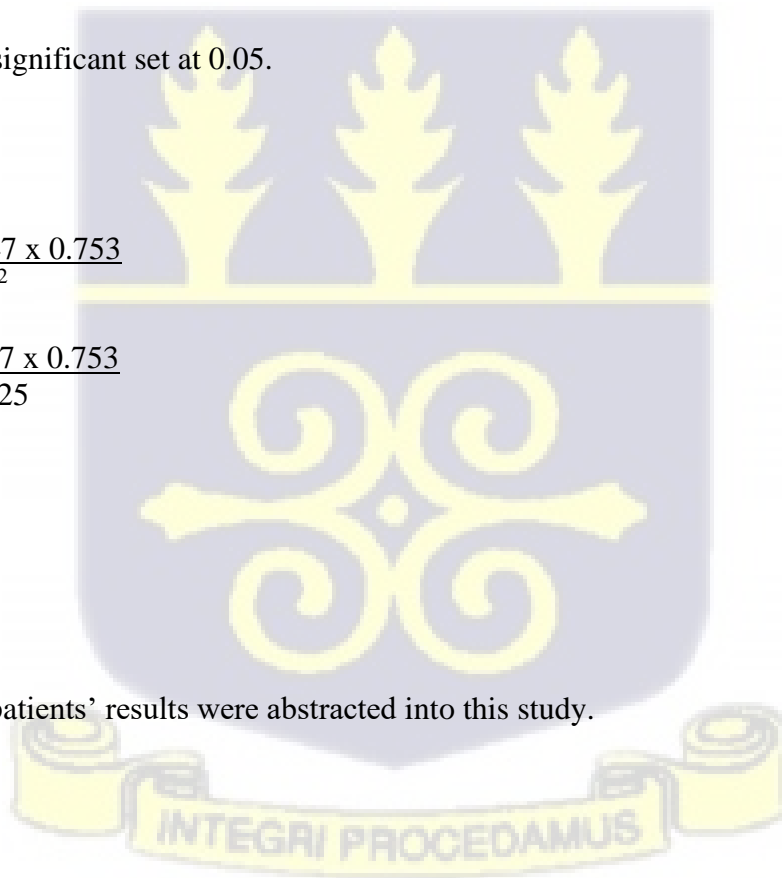 significant set at 0.05.
7 x 0.753
2
7 x 0.753
25
patients’ results were abstracted into this study.
INTEGRI PROCEDAMUS